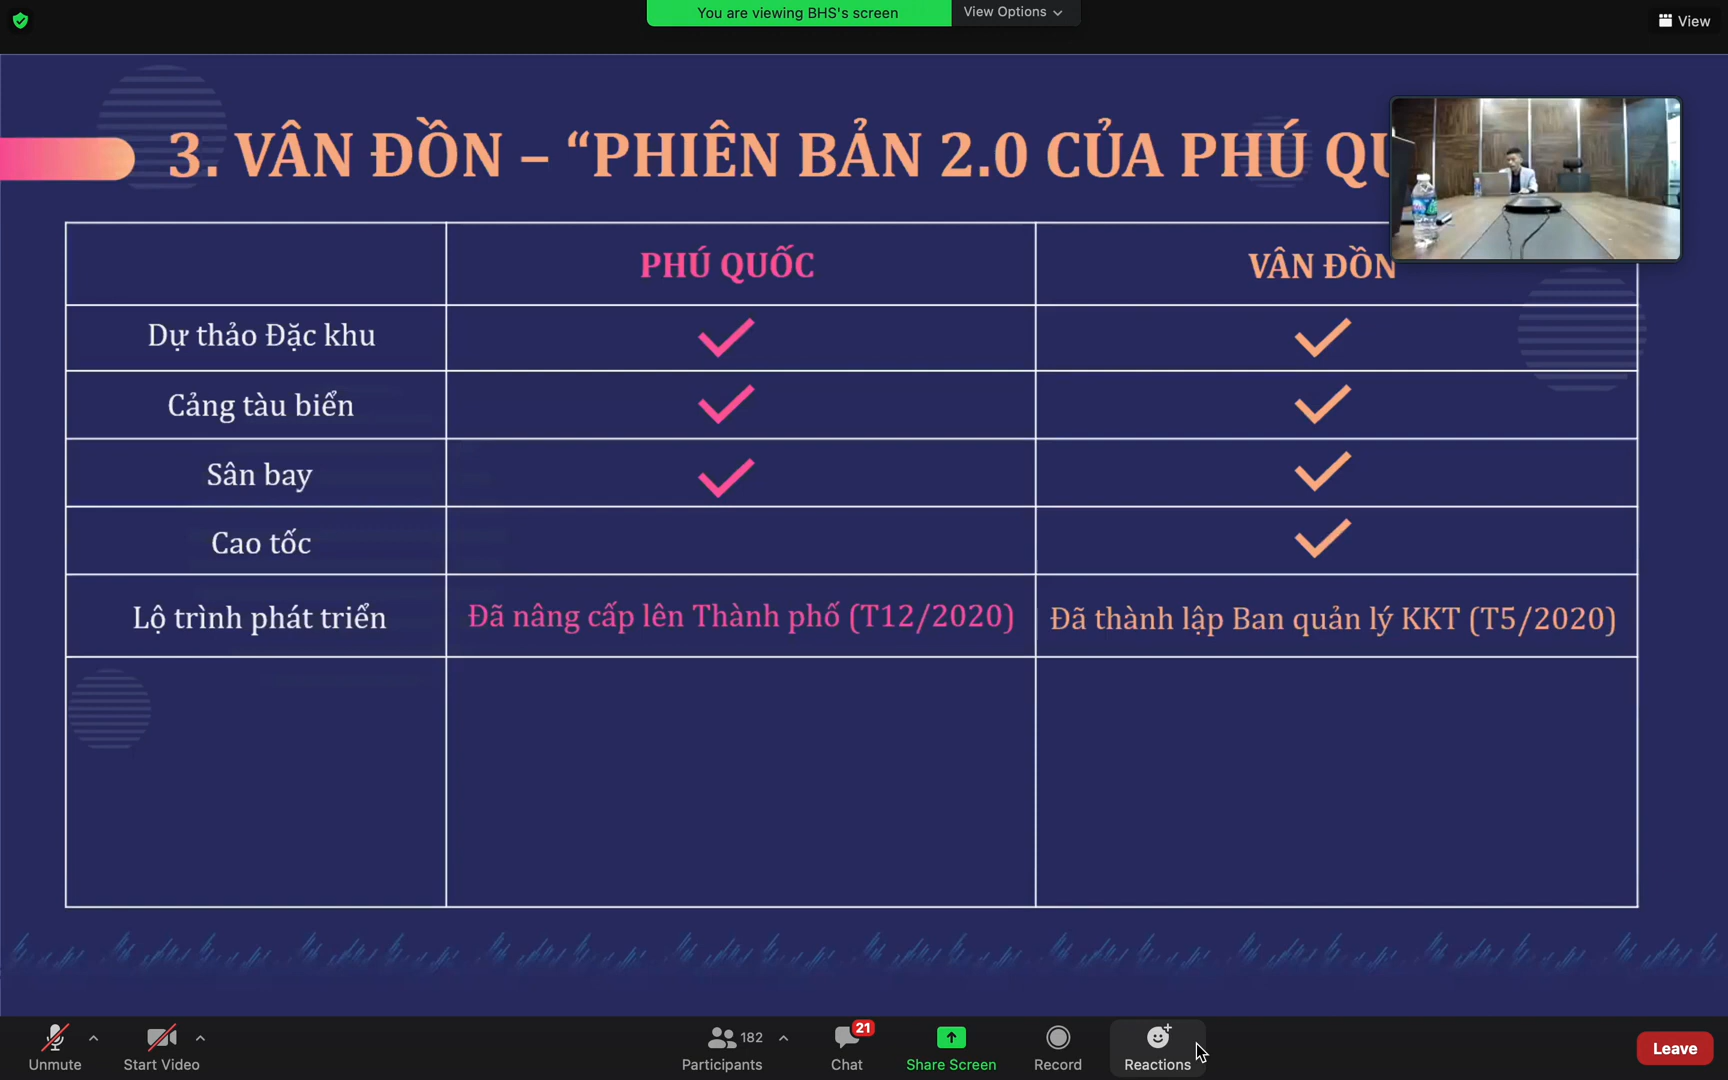 You are viewing BHS's screen
View Options
View
3. VÂN ĐỒN – “PHIÊN BẢN 2.0 CỦA PHÚ
PHÚ QUỐC
VÂN ĐỒN
Dự thảo Đặc khu
Cảng tàu biển
Sân bay
Cao tốc
Lộ trình phát triển
Đã nâng cấp lên Thành phố (T12/2020)
Đã thành lập Ban quản lý KKT (T5/2020)
Unmute
Start Video
182
Participants
21
Chat
Share Screen
Record
Reactions
Leave